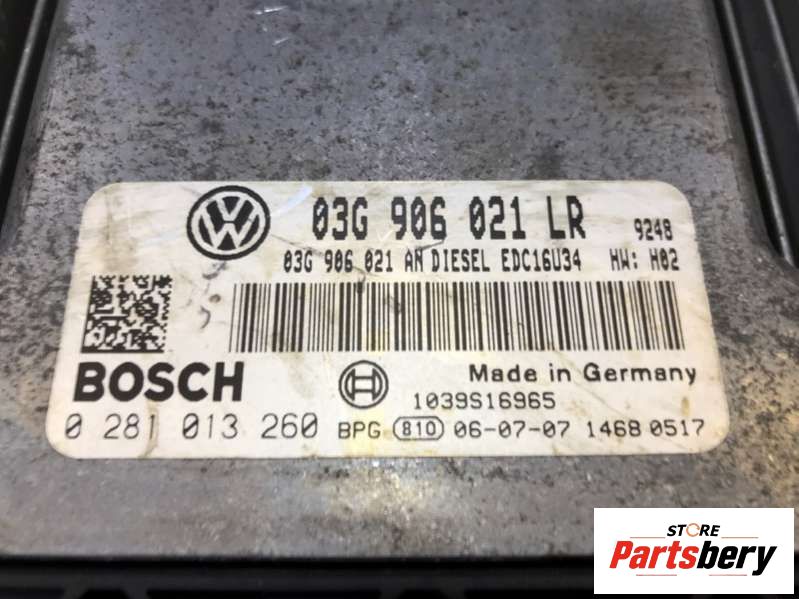 03G 906 021 LR 9248
03G 906 021 AN DIESEL EDC16U34 HW: H02
BOSCH
Made in Germany
1039S16965
0 281 013 260 BPG 810 06-07-07 1468 0517
STORE
Partsbery